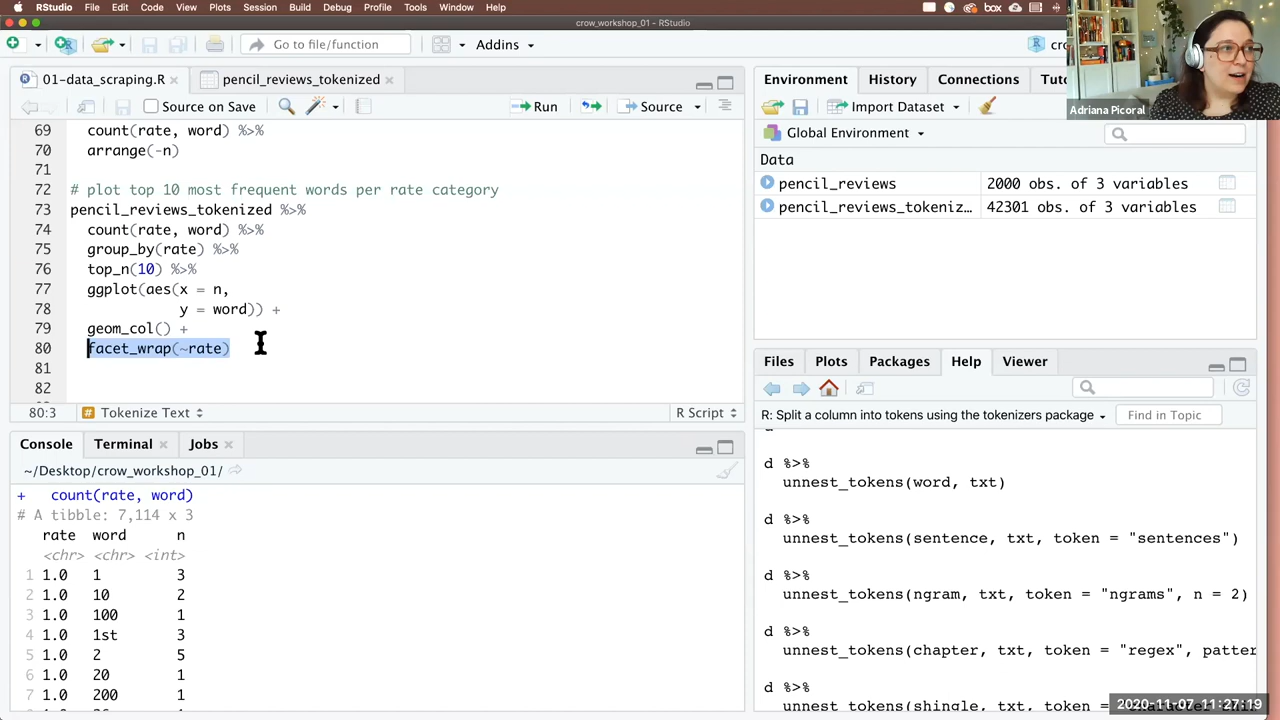 RStudio File Edit Code View Plots Session Build Debug Profile Tools Window Help
box
crow_workshop_01 - RStudio
Go to file/function
Addins
01-data_scraping.R
pencil_reviews_tokenized
Source on Save
Run
Source
69 count(rate, word) %>%
70 arrange(-n)
71
72 # plot top 10 most frequent words per rate category
73 pencil_reviews_tokenized %>%
74 count(rate, word) %>%
75 group_by(rate) %>%
76 top_n(10) %>%
77 ggplot(aes(x = n,
78 y = word)) +
79 geom_col() +
80 facet_wrap(~rate)
81
82
80:3
Tokenize Text
R Script
Console Terminal Jobs
~/Desktop/crow_workshop_01/
+ count(rate, word)
# A tibble: 7,114 x 3
rate word n
<chr> <chr> <int>
1 1.0 1 3
2 1.0 10 2
3 1.0 100 1
4 1.0 1st 3
5 1.0 2 5
6 1.0 20 1
7 1.0 200 1
Environment History Connections Tuto
Adriana Picoral
Import Dataset
Global Environment
Data
pencil_reviews 2000 obs. of 3 variables
pencil_reviews_tokeniz… 42301 obs. of 3 variables
Files Plots Packages Help Viewer
R: Split a column into tokens using the tokenizers package
Find in Topic
d %>%
unnest_tokens(word, txt)
d %>%
unnest_tokens(sentence, txt, token = "sentences")
d %>%
unnest_tokens(ngram, txt, token = "ngrams", n = 2)
d %>%
unnest_tokens(chapter, txt, token = "regex", patter
d %>%
unnest_tokens(shingle, txt, token =
2020-11-07 11:27:19